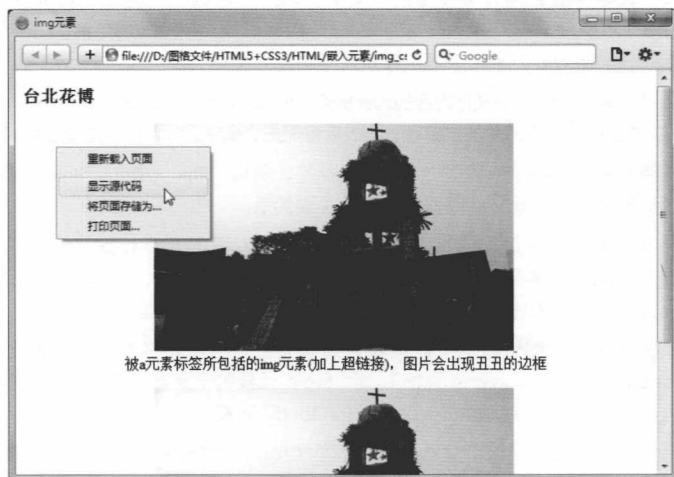 img元素
file:///D:/图格文件/HTML5+CSS3/HTML/嵌入元素/img_c
Google
台北花博
重新载入页面
显示源代码
将页面存储为...
打印页面...
被a元素标签所包括的img元素(加上超链接)，图片会出现丑丑的边框